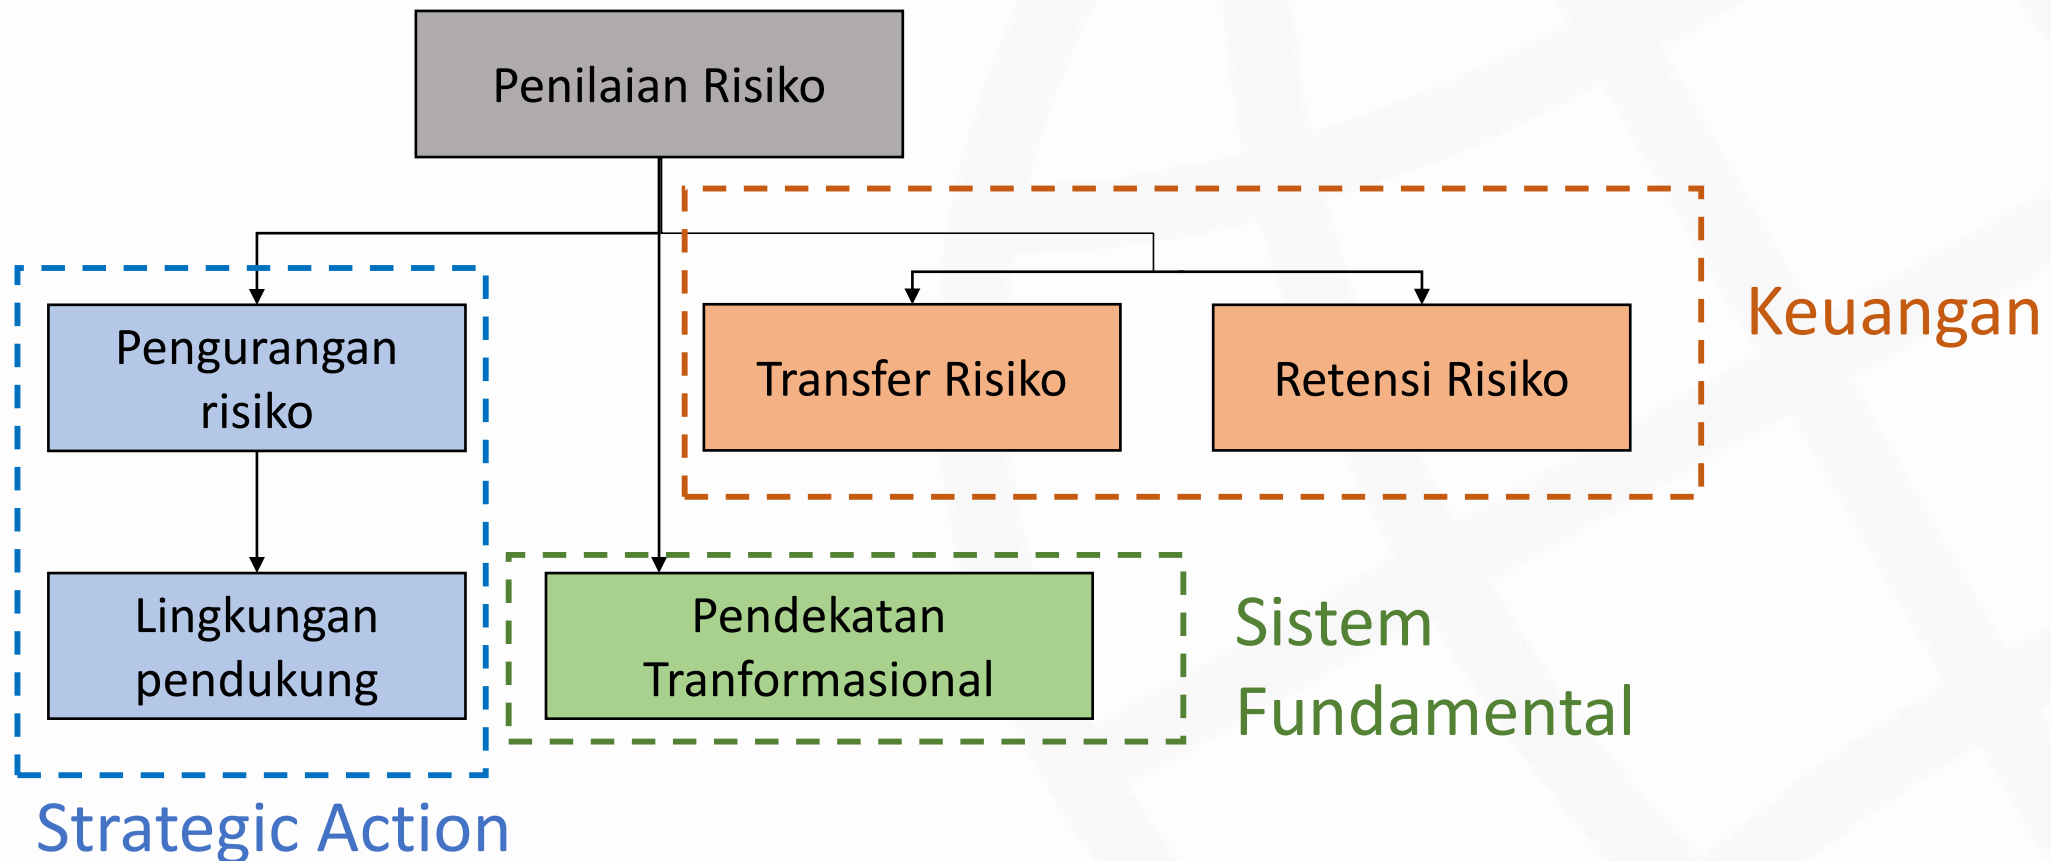 Penilaian Risiko
Pengurangan
risiko
Transfer Risiko
Retensi Risiko
Keuangan
Lingkungan
pendukung
Pendekatan
Tranformasional
Sistem
Fundamental
Strategic Action